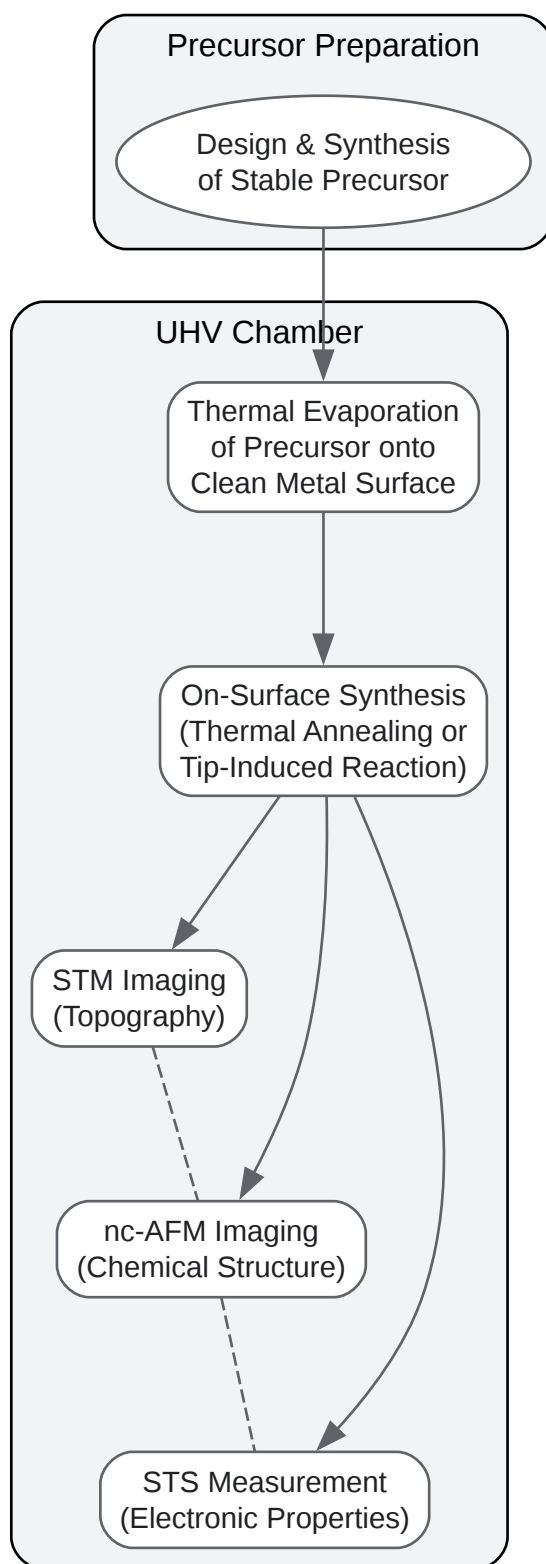 Precursor Preparation
Design & Synthesis
of Stable Precursor
UHV Chamber
Thermal Evaporation
of Precursor onto
Clean Metal Surface
On-Surface Synthesis
(Thermal Annealing or
Tip-Induced Reaction)
STM Imaging
(Topography)
nc-AFM Imaging
(Chemical Structure)
STS Measurement
(Electronic Properties)